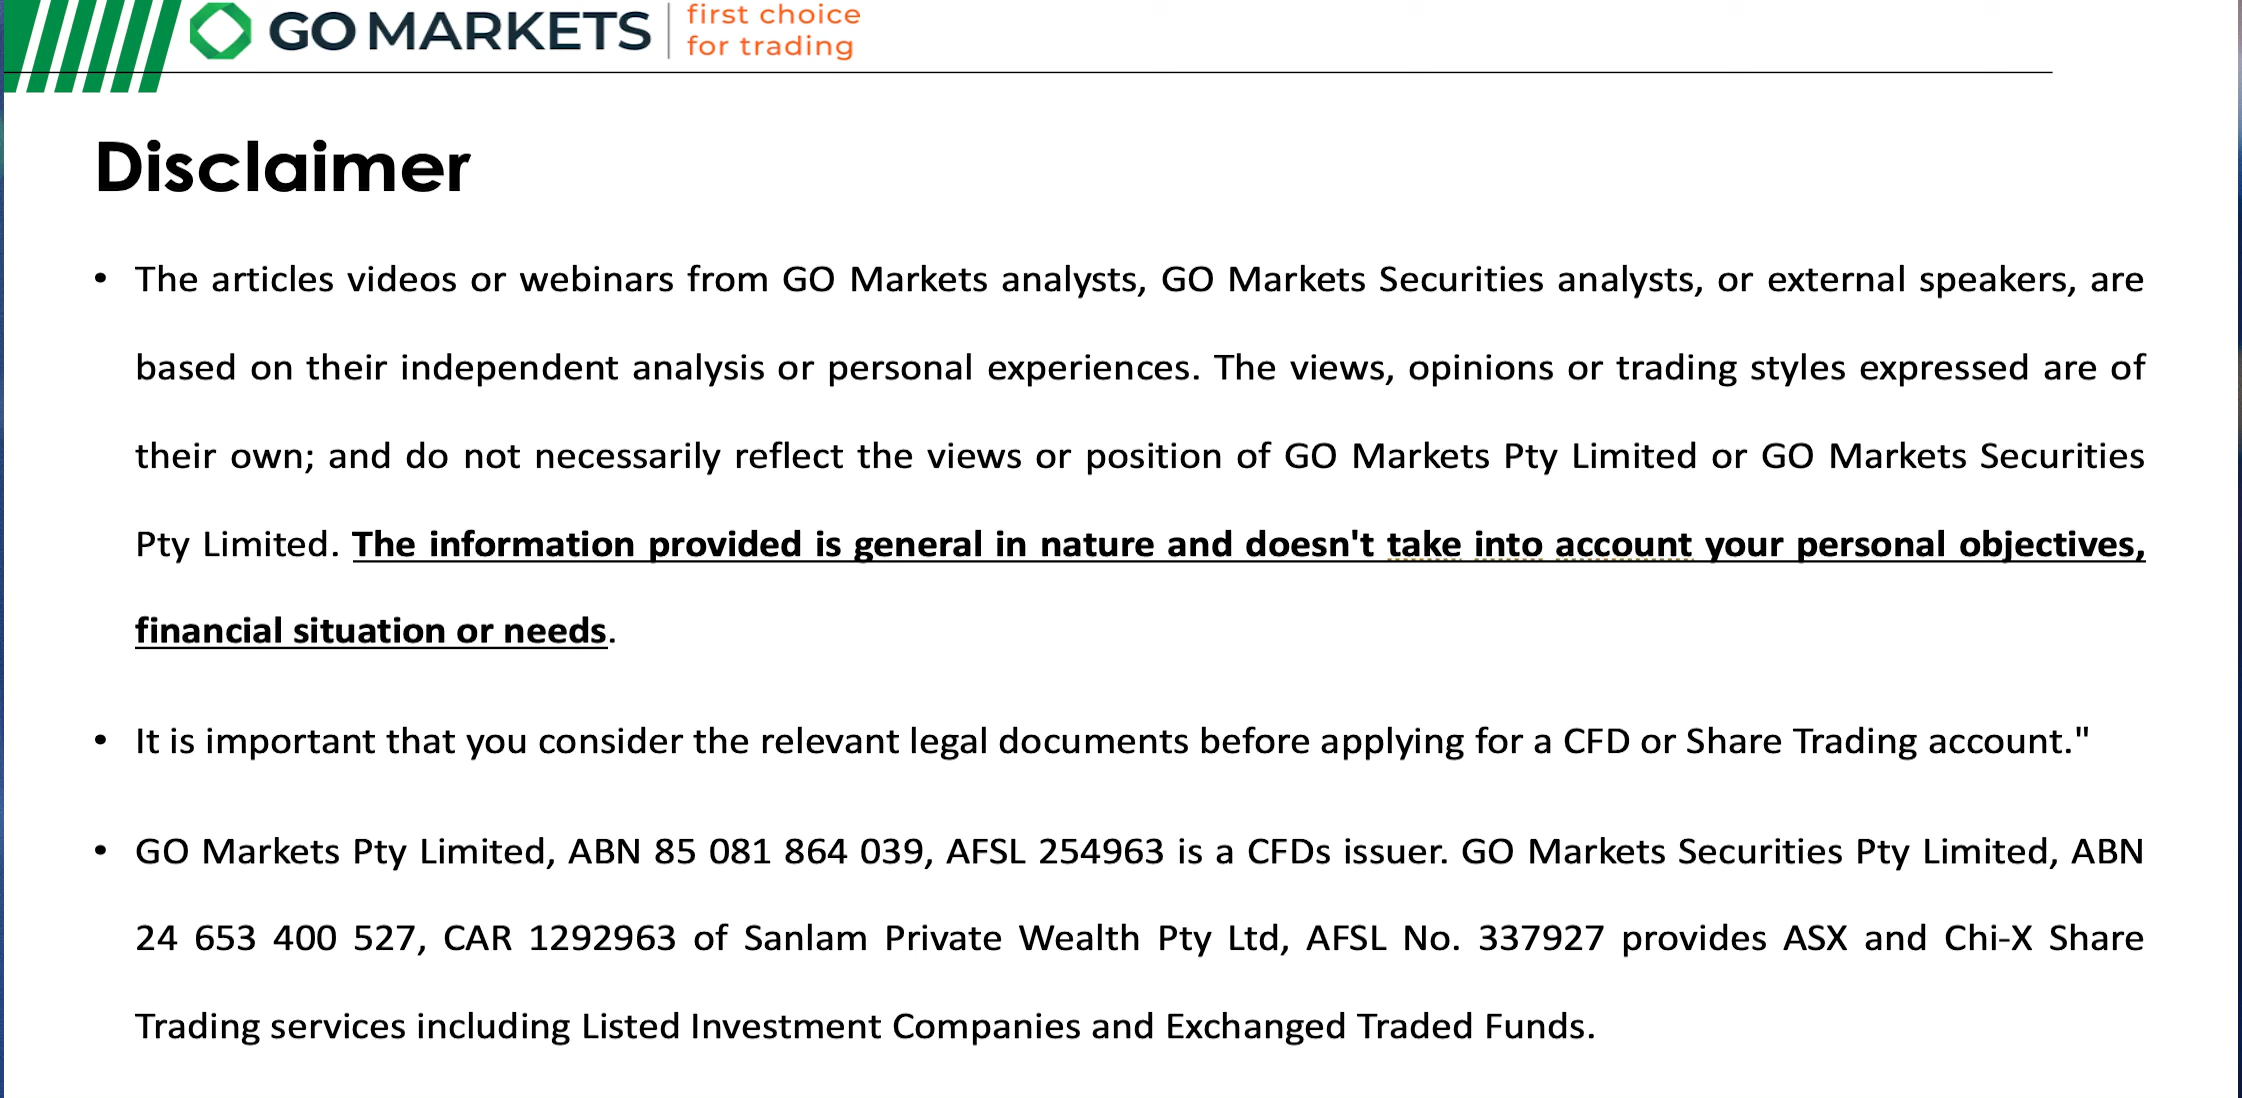 GO MARKETS
first choice
for trading
Disclaimer
• The articles videos or webinars from GO Markets analysts, GO Markets Securities analysts, or external speakers, are
based on their independent analysis or personal experiences. The views, opinions or trading styles expressed are of
their own; and do not necessarily reflect the views or position of GO Markets Pty Limited or GO Markets Securities
Pty Limited. The information provided is general in nature and doesn't take into account your personal objectives,
financial situation or needs.
• It is important that you consider the relevant legal documents before applying for a CFD or Share Trading account."
• GO Markets Pty Limited, ABN 85 081 864 039, AFSL 254963 is a CFDs issuer. GO Markets Securities Pty Limited, ABN
24 653 400 527, CAR 1292963 of Sanlam Private Wealth Pty Ltd, AFSL No. 337927 provides ASX and Chi-X Share
Trading services including Listed Investment Companies and Exchanged Traded Funds.